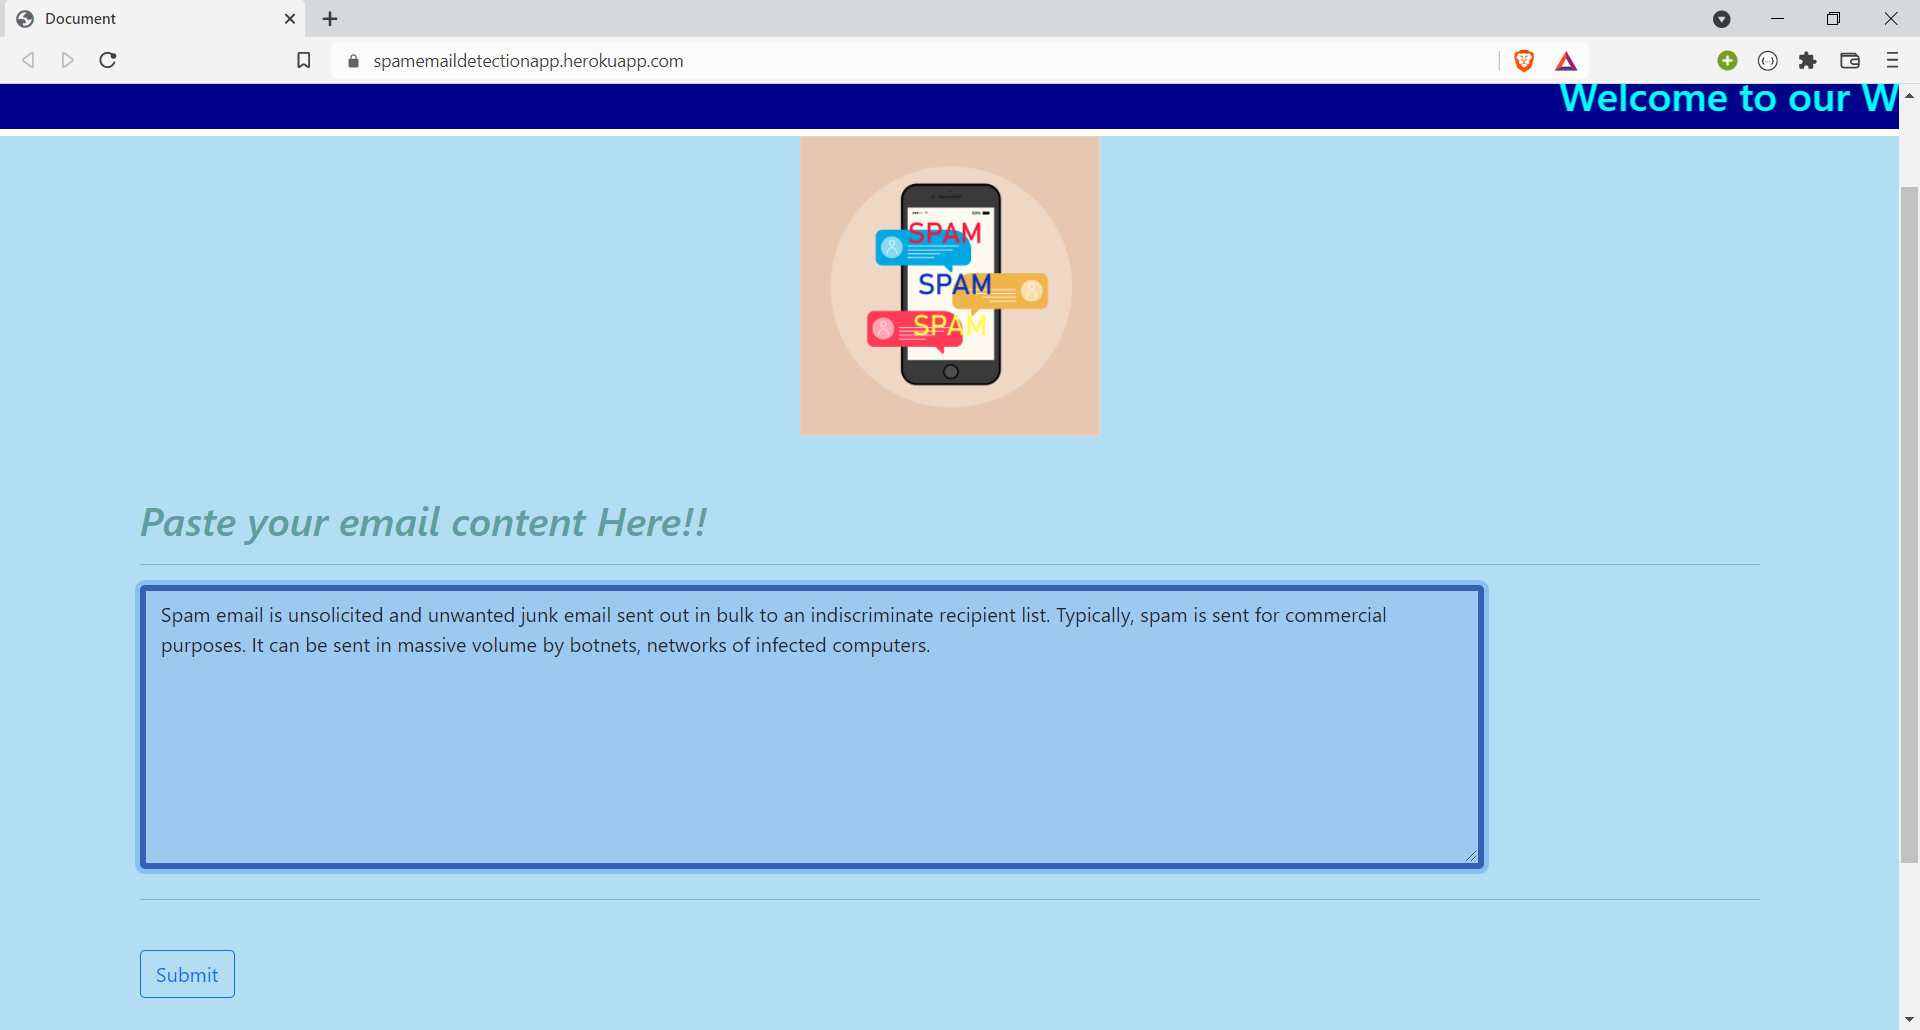 Document
spamemaildetectionapp.herokuapp.com
Welcome to our W
SPAM
SPAM
SPAM
Paste your email content Here!!
Spam email is unsolicited and unwanted junk email sent out in bulk to an indiscriminate recipient list. Typically, spam is sent for commercial
purposes. It can be sent in massive volume by botnets, networks of infected computers.
Submit